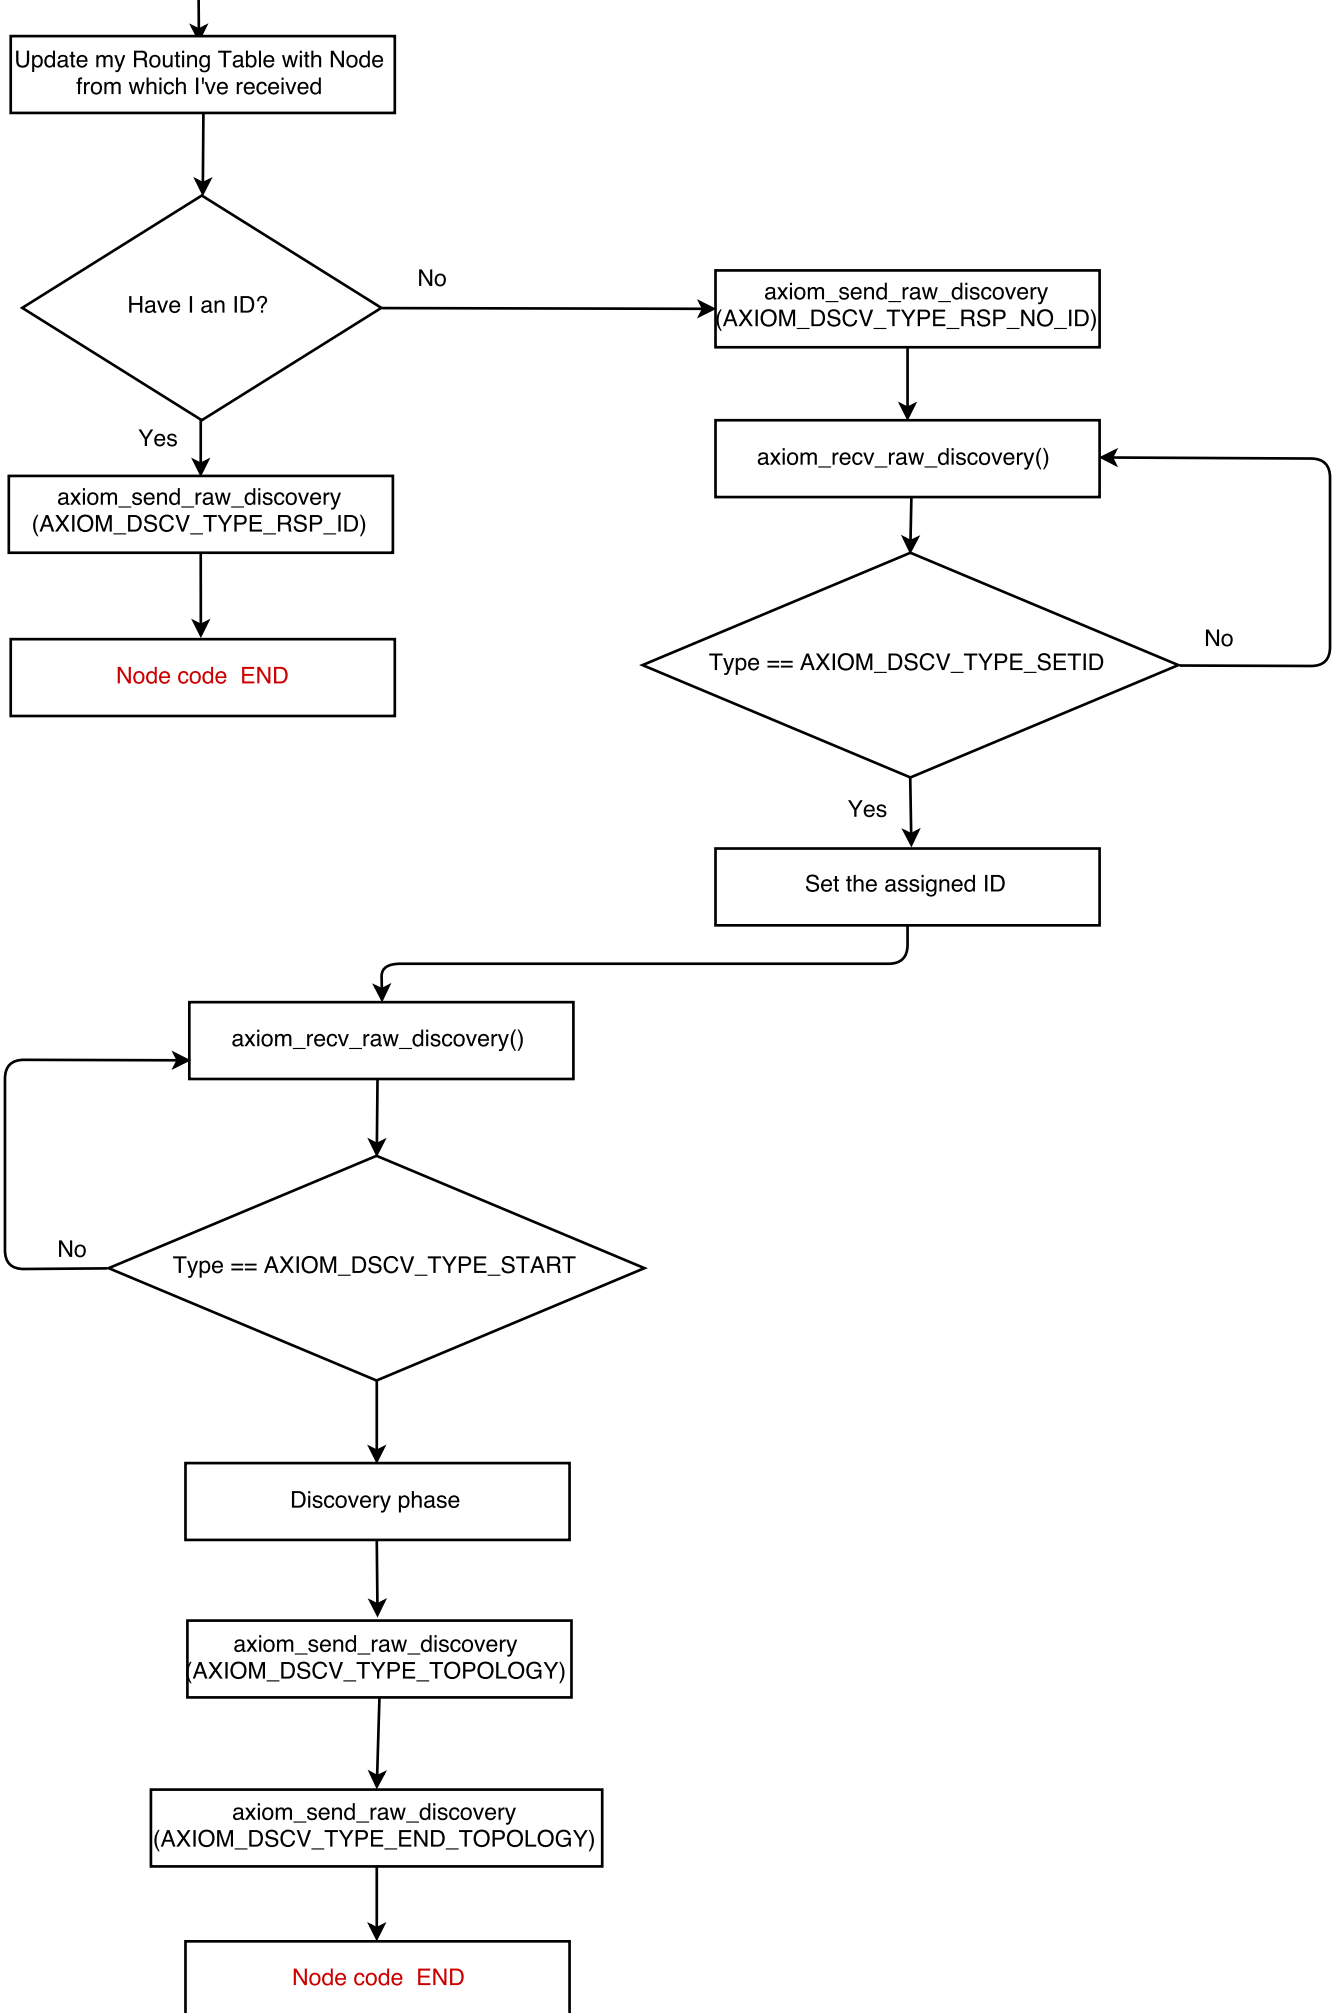 Update my Routing Table with Node
from which I've received
Have I an ID?
No
axiom_send_raw_discovery
(AXIOM_DSCV_TYPE_RSP_NO_ID)
Yes
axiom_recv_raw_discovery()
axiom_send_raw_discovery
(AXIOM_DSCV_TYPE_RSP_ID)
No
Type == AXIOM_DSCV_TYPE_SETID
Node code  END
Yes
Set the assigned ID
axiom_recv_raw_discovery()
No
Type == AXIOM_DSCV_TYPE_START
Discovery phase
axiom_send_raw_discovery
(AXIOM_DSCV_TYPE_TOPOLOGY)
axiom_send_raw_discovery
(AXIOM_DSCV_TYPE_END_TOPOLOGY)
Node code  END